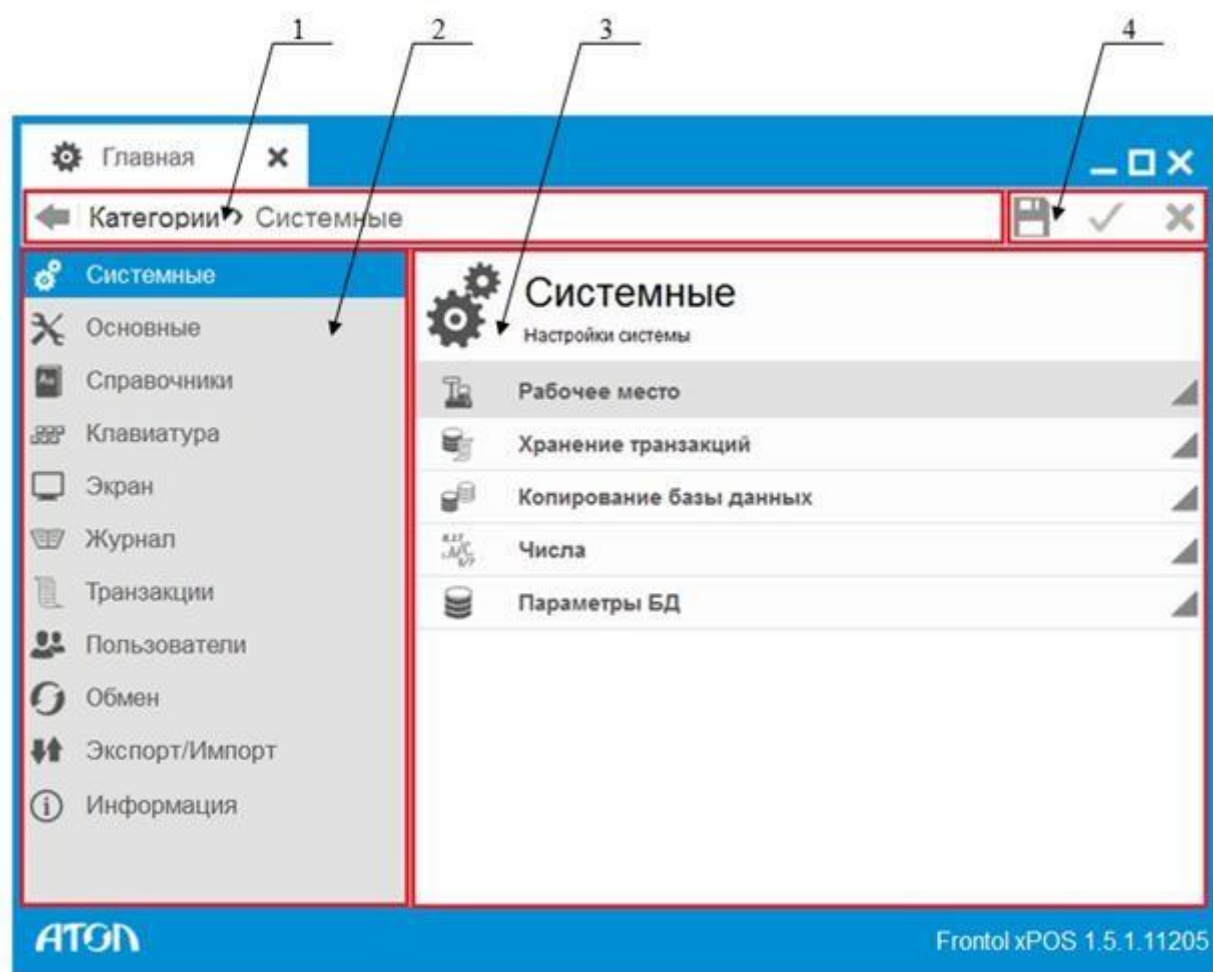 1 2 3 4
Главная
Категории › Системные
Системные
Основные
Справочники
Клавиатура
Экран
Журнал
Транзакции
Пользователи
Обмен
Экспорт/Импорт
Информация
Системные
Настройки системы
Рабочее место
Хранение транзакций
Копирование базы данных
Числа
Параметры БД
ATOЛ
Frontol xPOS 1.5.1.11205